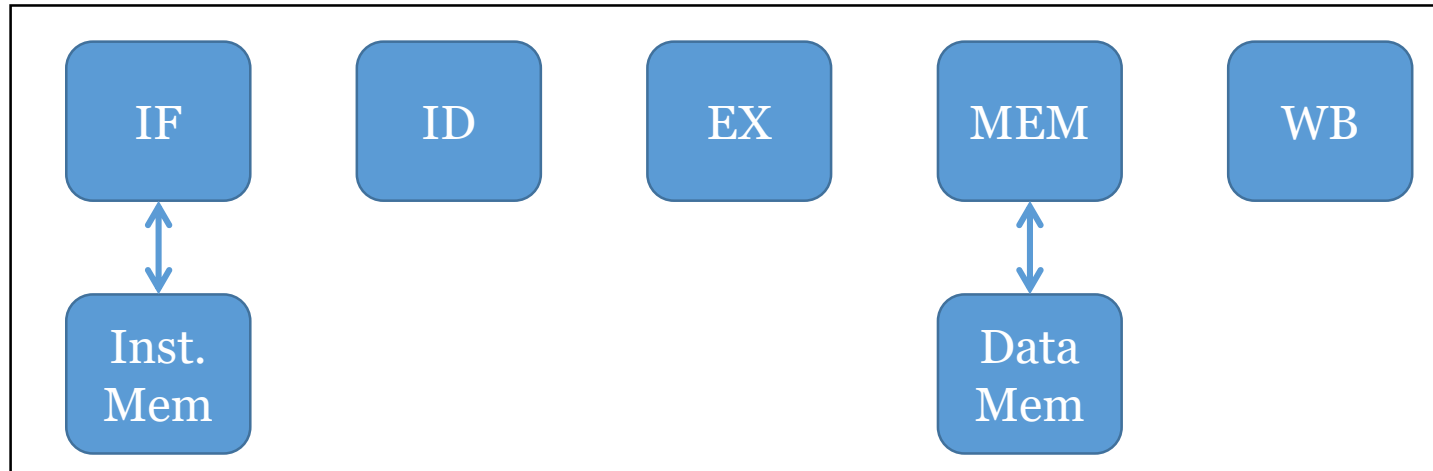 IF
ID
EX
MEM
WB
Inst.
Mem
Data
Mem